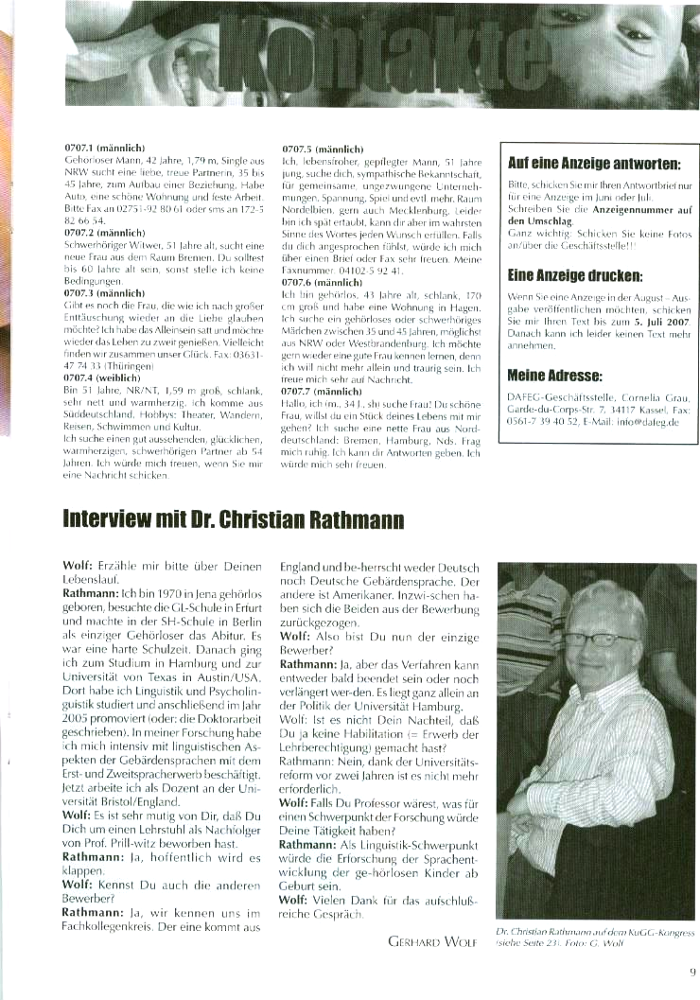 Kontakte
0707.1 (männlich)
Gehörloser Mann, 42 Jahre, 1,79 m, Single aus
NRW sucht eine liebe, treue Partnerin, 35 bis
45 Jahre, zum Aufbau einer Beziehung. Habe
Auto, eine schöne Wohnung und feste Arbeit.
Bitte Fax an 02751-92 80 61 oder sms an 172-5
82 66 54.
0707.2 (männlich)
Schwerhöriger Witwer, 51 Jahre alt, sucht eine
neue Frau aus dem Raum Bremen. Du solltest
bis 60 Jahre alt sein, sonst stelle ich keine
Bedingungen.
0707.3 (männlich)
Gibt es noch die Frau, die wie ich nach großer
Enttäuschung wieder an die Liebe glauben
möchte? Ich habe das Alleinsein satt und möchte
wieder das Leben zu zweit genießen. Vielleicht
finden wir zusammen unser Glück. Fax: 03631-
47 74 33 (Thüringen)
0707.4 (weiblich)
Bin 51 Jahre, NR/NT, 1,59 m groß, schlank,
sehr nett und warmherzig. Ich komme aus
Süddeutschland. Hobbys: Theater, Wandern,
Reisen, Schwimmen und Kultur.
Ich suche einen gut aussehenden, glücklichen,
warmherzigen, schwerhörigen Partner ab 54
Jahren. Ich würde mich freuen, wenn Sie mir
eine Nachricht schicken.
0707.5 (männlich)
Ich, lebensfroher, gepflegter Mann, 51 Jahre
jung, suche dich, sympathische Bekanntschaft,
für gemeinsame, ungezwungene Unterneh-
mungen, Spannung, Spiel und evtl. mehr. Raum
Nordelbien, gern auch Mecklenburg. Leider
bin ich spät ertaubt, kann dir aber im wahrsten
Sinne des Wortes jeden Wunsch erfüllen. Falls
du dich angesprochen fühlst, würde ich mich
über einen Brief oder Fax sehr freuen. Meine
Faxnummer: 04102-5 92 41.
0707.6 (männlich)
Ich bin gehörlos, 43 Jahre alt, schlank, 170
cm groß und habe eine Wohnung in Hagen.
Ich suche ein gehörloses oder schwerhöriges
Mädchen zwischen 35 und 45 Jahren, möglichst
aus NRW oder Westbrandenburg. Ich möchte
gern wieder eine gute Frau kennen lernen, denn
ich will nicht mehr allein und traurig sein. Ich
freue mich sehr auf Nachricht.
0707.7 (männlich)
Hallo, ich (m., 34 J., sh) suche Frau! Du schöne
Frau, willst du ein Stück deines Lebens mit mir
gehen? Ich suche eine nette Frau aus Nord-
deutschland: Bremen, Hamburg, Nds. Frag
mich ruhig. Ich kann dir Antworten geben. Ich
würde mich sehr freuen.
Auf eine Anzeige antworten:
Bitte, schicken Sie mir Ihren Antwortbrief nur
für eine Anzeige im Juni oder Juli.
Schreiben Sie die Anzeigennummer auf
den Umschlag.
Ganz wichtig: Schicken Sie keine Fotos
an/über die Geschäftsstelle!!!
Eine Anzeige drucken:
Wenn Sie eine Anzeige in der August – Aus-
gabe veröffentlichen möchten, schicken
Sie mir Ihren Text bis zum 5. Juli 2007.
Danach kann ich leider keinen Text mehr
annehmen.
Meine Adresse:
DAFEG-Geschäftsstelle, Cornelia Grau,
Garde-du-Corps-Str. 7, 34117 Kassel, Fax:
0561-7 39 40 52, E-Mail: info@dafeg.de
Interview mit Dr. Christian Rathmann
Wolf: Erzähle mir bitte über Deinen
Lebenslauf.
Rathmann: Ich bin 1970 in Jena gehörlos
geboren, besuchte die GL-Schule in Erfurt
und machte in der SH-Schule in Berlin
als einziger Gehörloser das Abitur. Es
war eine harte Schulzeit. Danach ging
ich zum Studium in Hamburg und zur
Universität von Texas in Austin/USA.
Dort habe ich Linguistik und Psycholin-
guistik studiert und anschließend im Jahr
2005 promoviert (oder: die Doktorarbeit
geschrieben). In meiner Forschung habe
ich mich intensiv mit linguistischen As-
pekten der Gebärdensprachen mit dem
Erst- und Zweitspracherwerb beschäftigt.
Jetzt arbeite ich als Dozent an der Uni-
versität Bristol/England.
Wolf: Es ist sehr mutig von Dir, daß Du
Dich um einen Lehrstuhl als Nachfolger
von Prof. Prill-witz beworben hast.
Rathmann: Ja, hoffentlich wird es
klappen.
Wolf: Kennst Du auch die anderen
Bewerber?
Rathmann: Ja, wir kennen uns im
Fachkollegenkreis. Der eine kommt aus
England und be-herrscht weder Deutsch
noch Deutsche Gebärdensprache. Der
andere ist Amerikaner. Inzwi-schen ha-
ben sich die Beiden aus der Bewerbung
zurückgezogen.
Wolf: Also bist Du nun der einzige
Bewerber?
Rathmann: Ja, aber das Verfahren kann
entweder bald beendet sein oder noch
verlängert wer-den. Es liegt ganz allein an
der Politik der Universität Hamburg.
Wolf: Ist es nicht Dein Nachteil, daß
Du ja keine Habilitation (= Erwerb der
Lehrberechtigung) gemacht hast?
Rathmann: Nein, dank der Universitäts-
reform vor zwei Jahren ist es nicht mehr
erforderlich.
Wolf: Falls Du Professor wärest, was für
einen Schwerpunkt der Forschung würde
Deine Tätigkeit haben?
Rathmann: Als Linguistik-Schwerpunkt
würde die Erforschung der Sprachent-
wicklung der ge-hörlosen Kinder ab
Geburt sein.
Wolf: Vielen Dank für das aufschluß-
reiche Gespräch.
GERHARD WOLF
Dr. Christian Rathmann auf dem KuGG-Kongress
(siehe Seite 23). Foto: G. Wolf
9